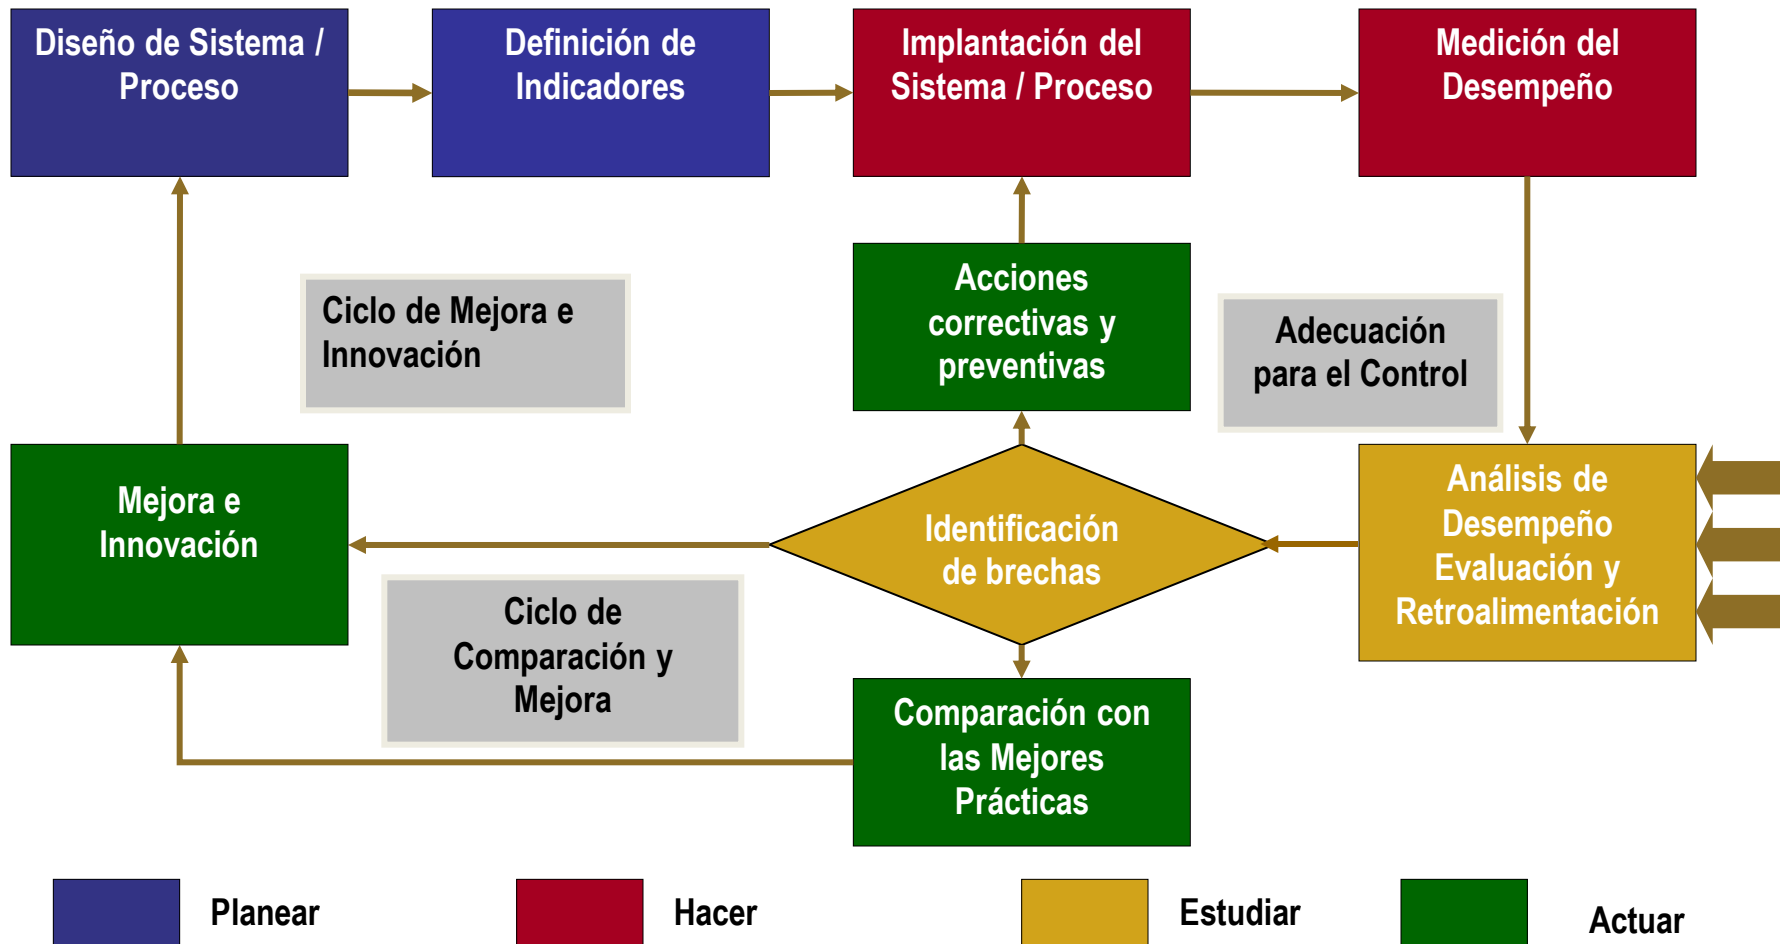 Diseño de Sistema /
Proceso
Definición de
Indicadores
Implantación del
Sistema / Proceso
Medición del
Desempeño
Ciclo de Mejora e
Innovación
Acciones
correctivas y
preventivas
Adecuación
para el Control
Mejora e
Innovación
Identificación
de brechas
Análisis de
Desempeño
Evaluación y
Retroalimentación
Ciclo de
Comparación y
Mejora
Comparación con
las Mejores
Prácticas
Planear
Hacer
Estudiar
Actuar